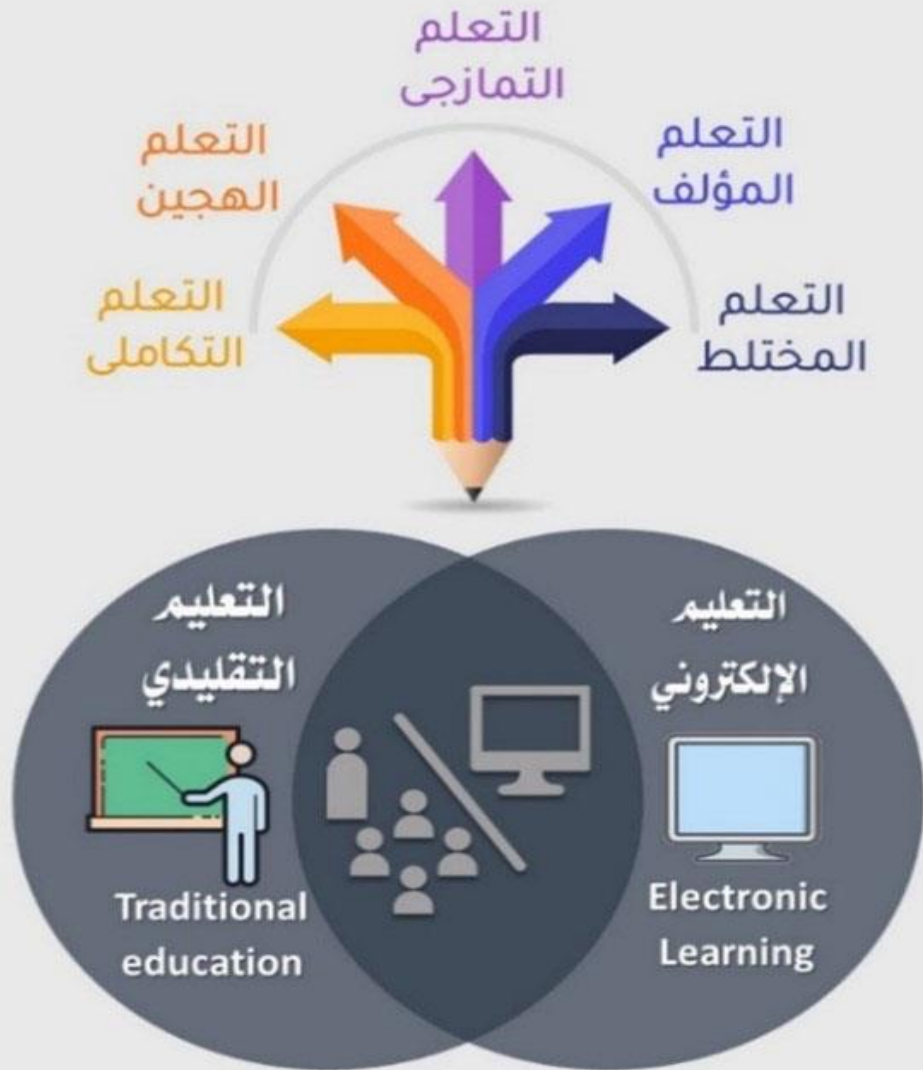 التعلم
التمازجى
التعلم
المؤلف
التعلم
الهجين
التعلم
المختلط
التعلم
التكاملى
التعليم
الإلكتروني
التعليم
التقليدي
Electronic
Learning
Traditional
education